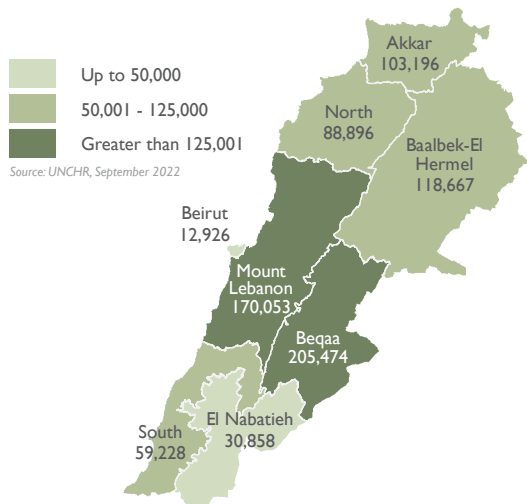 Up to 50,000
50,001 - 125,000
Greater than 125,001
Source: UNCHR, September 2022
Akkar
103,196
North
88,896
Baalbek-El
Hermel
118,667
Beirut
12,926
Mount
Lebanon
170,053
Beqaa
205,474
El Nabatieh
30,858
South
59,228